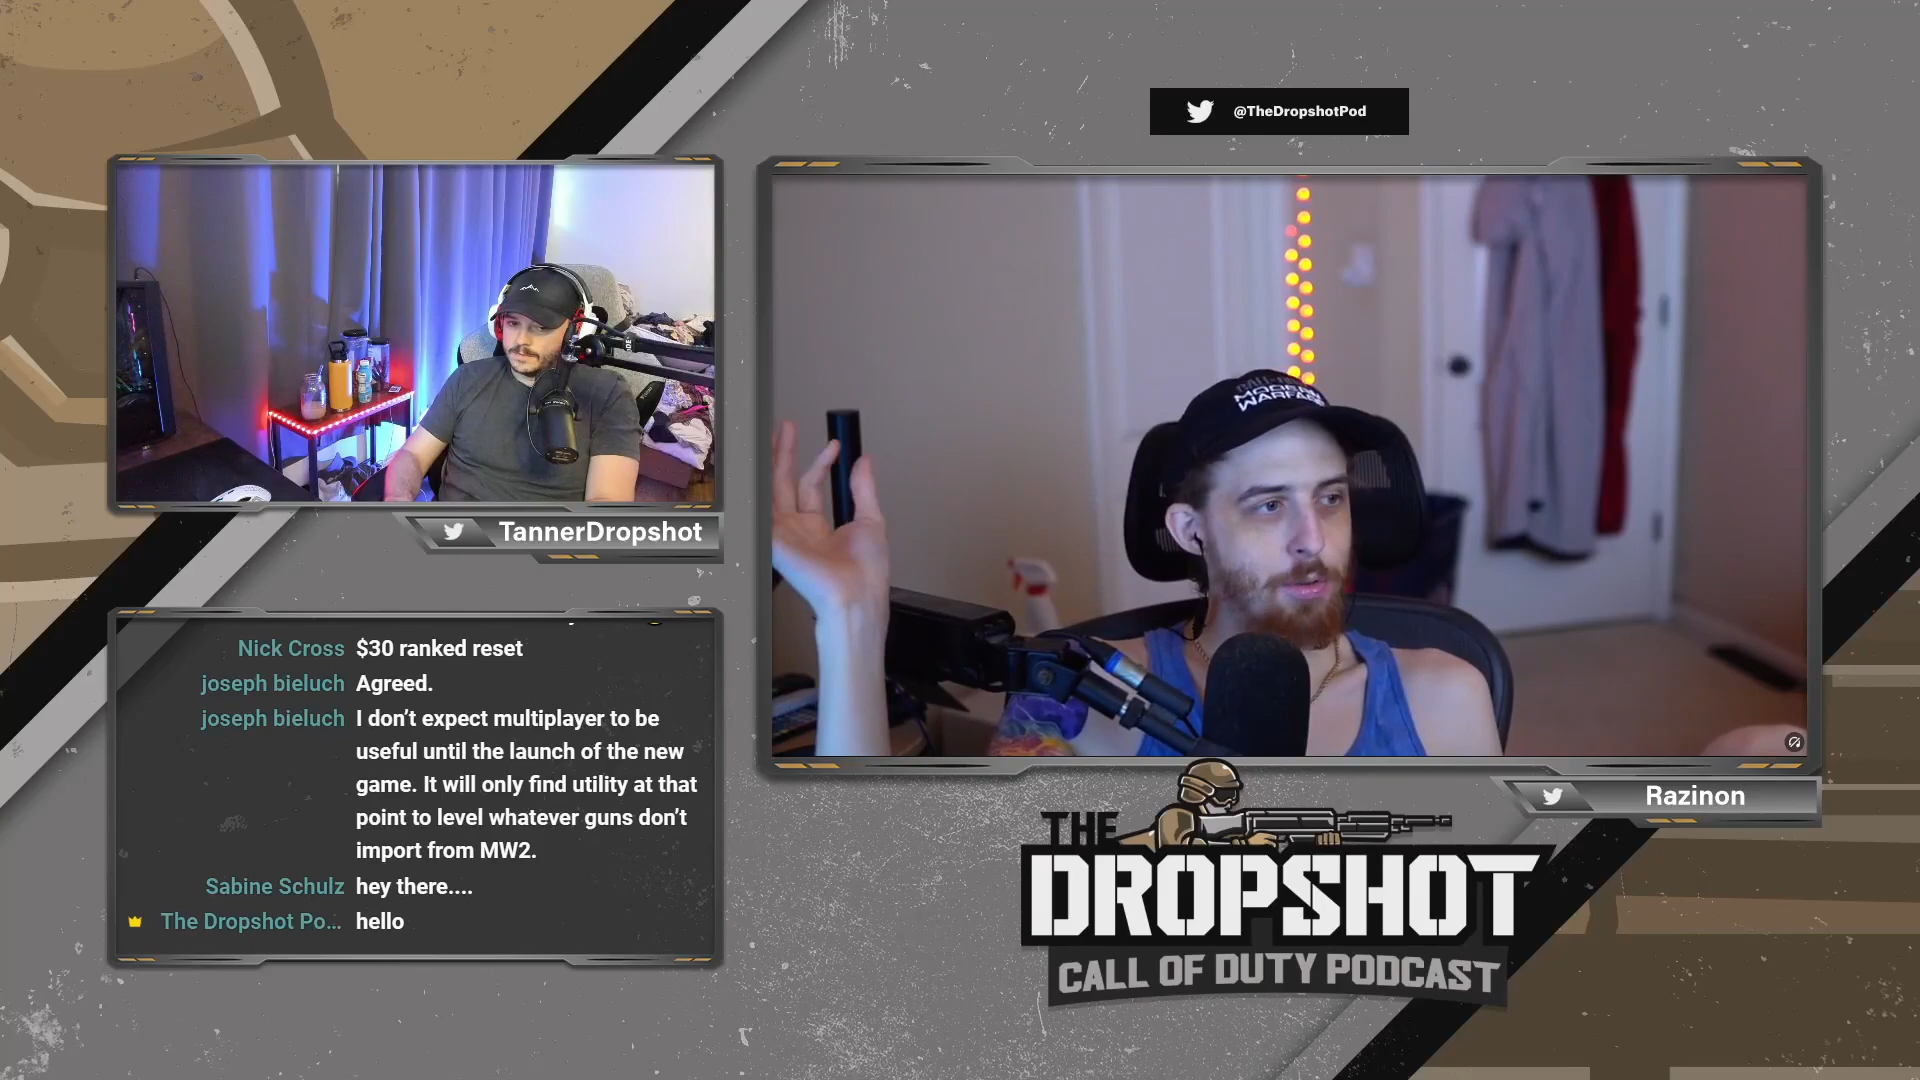 @TheDropshotPod
MODERN
WARFARE
TannerDropshot
Nick Cross $30 ranked reset
joseph bieluch Agreed.
joseph bieluch I don’t expect multiplayer to be
useful until the launch of the new
game. It will only find utility at that
point to level whatever guns don’t
import from MW2.
Sabine Schulz hey there....
The Dropshot Po... hello
Razinon
THE
DROPSHOT
CALL OF DUTY PODCAST